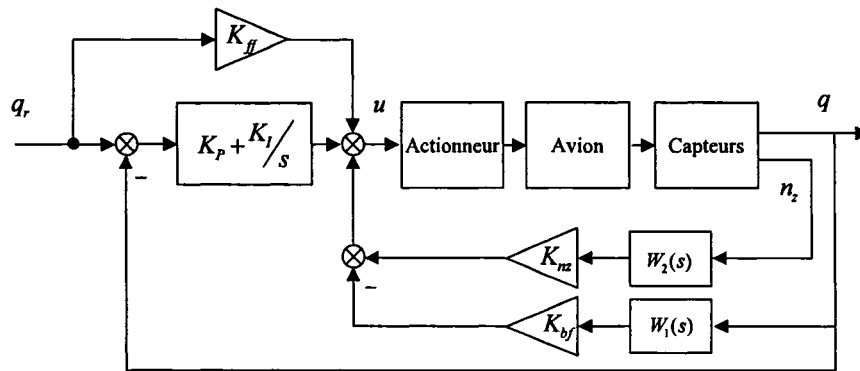 K_ff
q_r
u
q
K_P + K_I/s
Actionneur
Avion
Capteurs
n_z
−
K_nz
W_2(s)
−
K_bf
W_1(s)